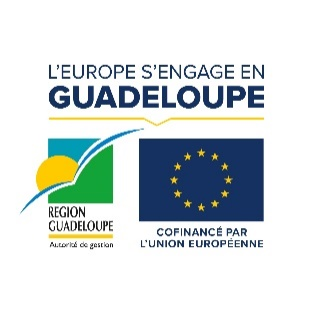 L'EUROPE S'ENGAGE EN
GUADELOUPE
REGION
GUADELOUPE
Autorité de gestion
COFINANCÉ PAR
L'UNION EUROPÉENNE